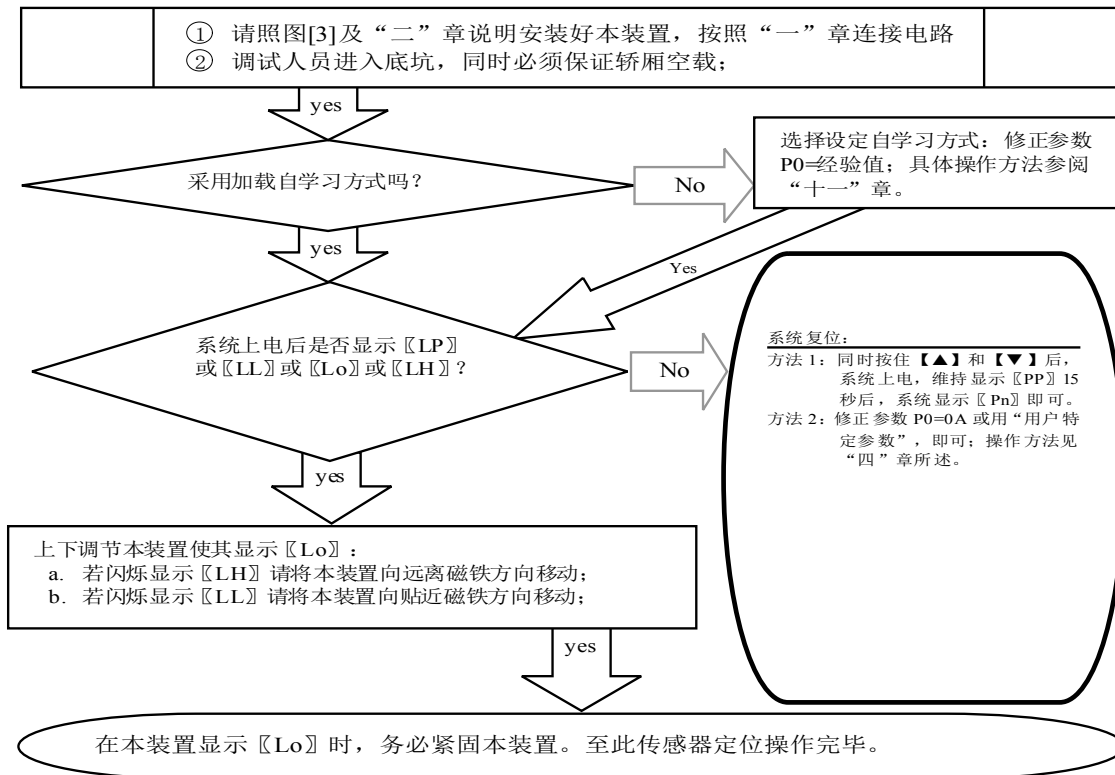 ① 请照图[3]及“二”章说明安装好本装置，按照“一”章连接电路
② 调试人员进入底坑，同时必须保证轿厢空载；
yes
采用加载自学习方式吗？
No
选择设定自学习方式：修正参数
P0=经验值；具体操作方法参阅
“十一”章。
yes
Yes
系统上电后是否显示〖LP〗
或〖LL〗或〖Lo〗或〖LH〗？
No
系统复位：
方法 1：同时按住【▲】和【▼】后，
系统上电，维持显示〖PP〗15
秒后，系统显示〖Pn〗即可。
方法 2：修正参数 P0=0A 或用“用户特
定参数”，即可；操作方法见
“四”章所述。
yes
上下调节本装置使其显示〖Lo〗：
a. 若闪烁显示〖LH〗请将本装置向远离磁铁方向移动；
b. 若闪烁显示〖LL〗请将本装置向贴近磁铁方向移动；
yes
在本装置显示〖Lo〗时，务必紧固本装置。至此传感器定位操作完毕。